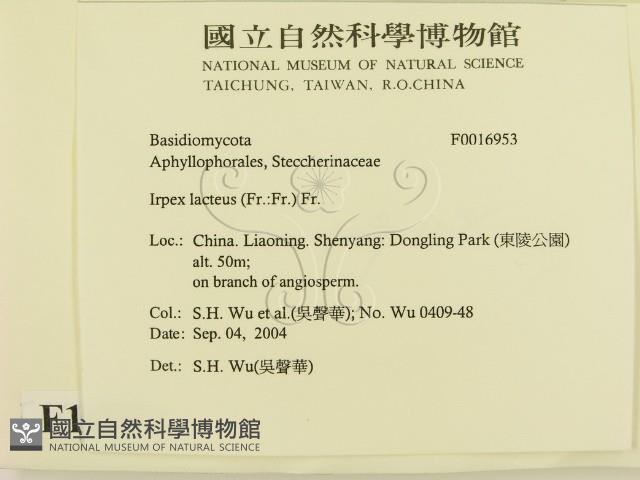 國立自然科學博物館
NATIONAL MUSEUM OF NATURAL SCIENCE
TAICHUNG, TAIWAN, R.O.CHINA
Basidiomycota F0016953
Aphyllophorales, Steccherinaceae
Irpex lacteus (Fr.:Fr.) Fr.
Loc.: China. Liaoning. Shenyang: Dongling Park (東陵公園)
alt. 50m;
on branch of angiosperm.
Col.: S.H. Wu et al.(吳聲華); No. Wu 0409-48
Date: Sep. 04, 2004
Det.: S.H. Wu(吳聲華)
國立自然科學博物館
NATIONAL MUSEUM OF NATURAL SCIENCE